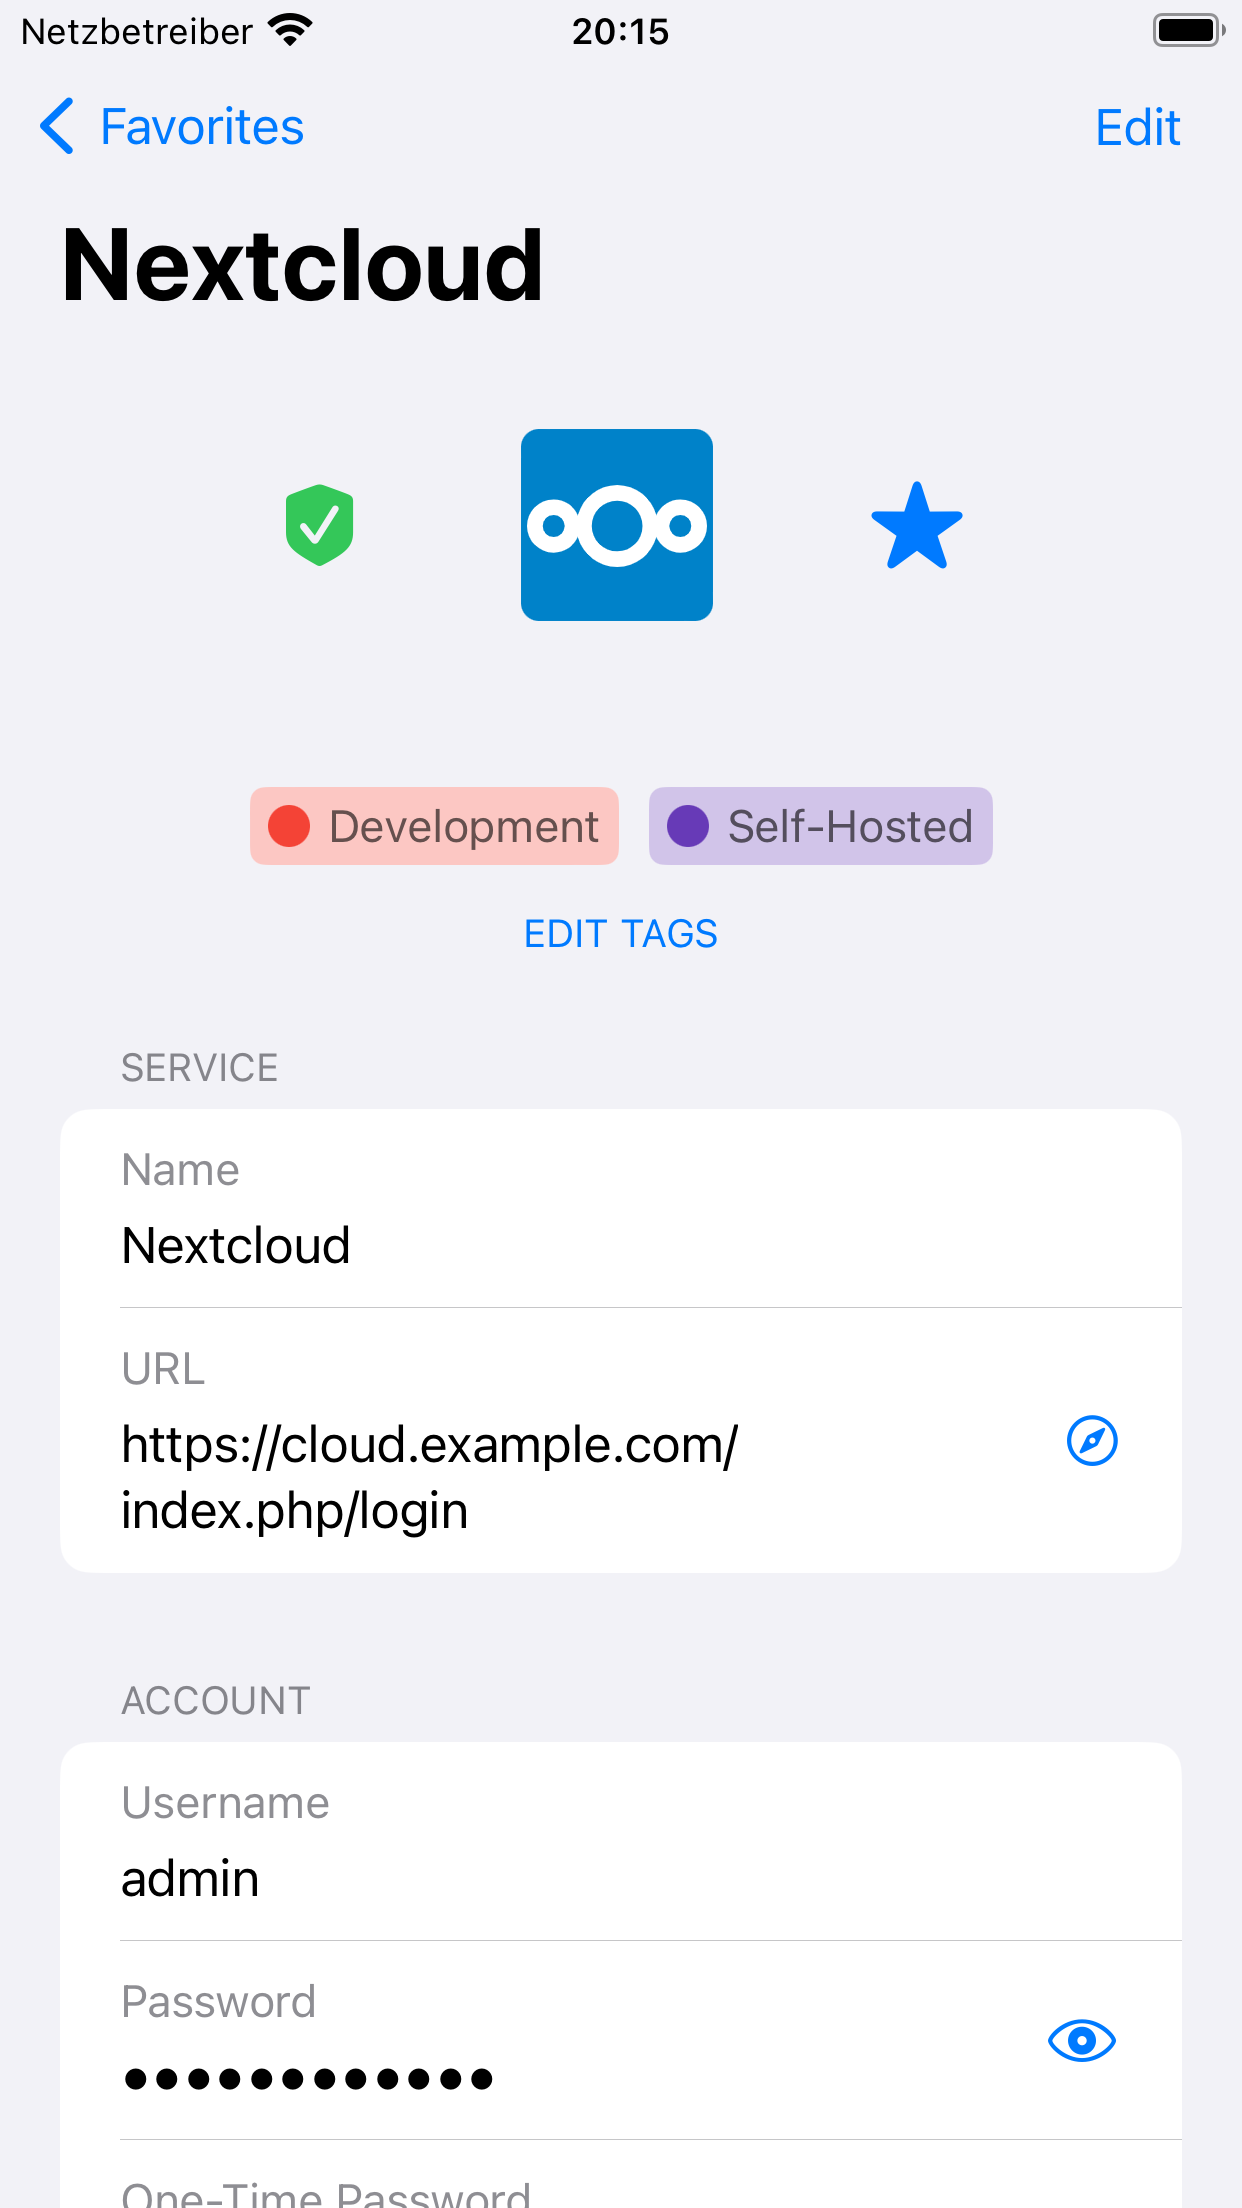 Netzbetreiber
20:15
Favorites
Edit
Nextcloud
Development
Self-Hosted
EDIT TAGS
SERVICE
Name
Nextcloud
URL
https://cloud.example.com/
index.php/login
ACCOUNT
Username
admin
Password
●●●●●●●●●●●●
One-Time Password